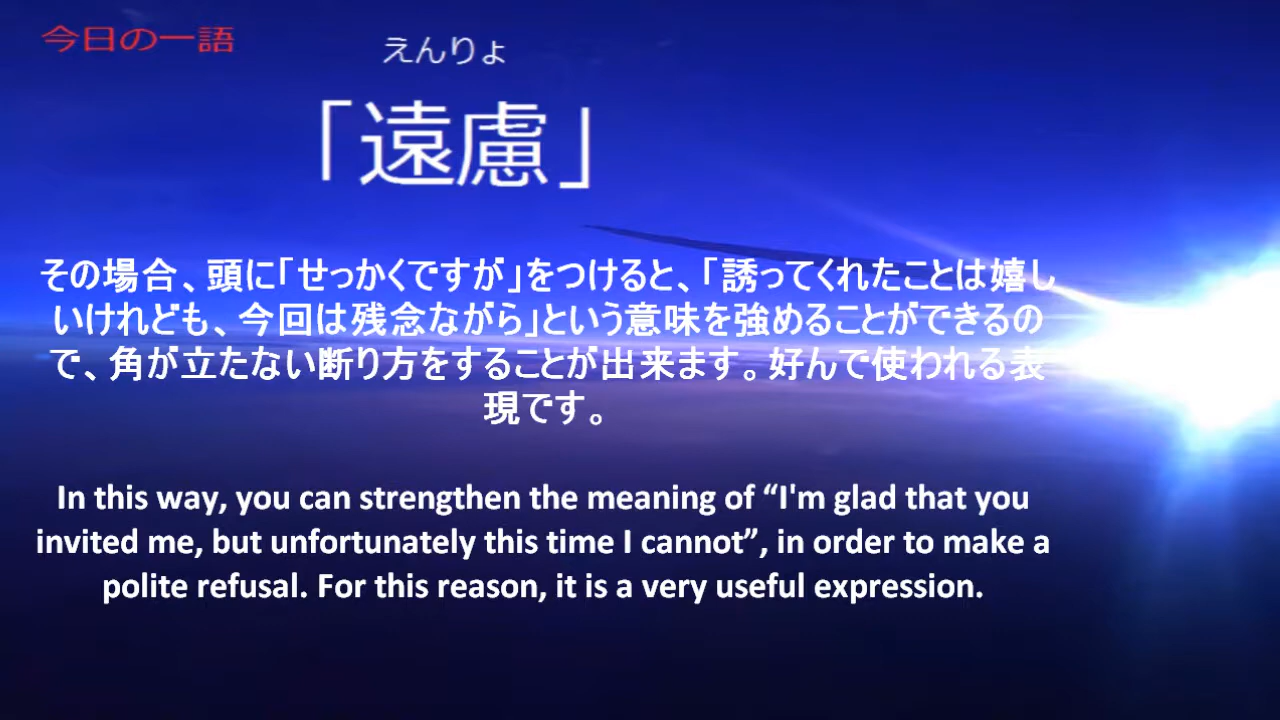 今日の一語
えんりょ
「遠慮」
その場合、頭に「せっかくですが」をつけると、「誘ってくれたことは嬉し
いけれども、今回は残念ながら」という意味を強めることができるの
で、角が立たない断り方をすることが出来ます。好んで使われる表
現です。
In this way, you can strengthen the meaning of “I'm glad that you
invited me, but unfortunately this time I cannot”, in order to make a
polite refusal. For this reason, it is a very useful expression.